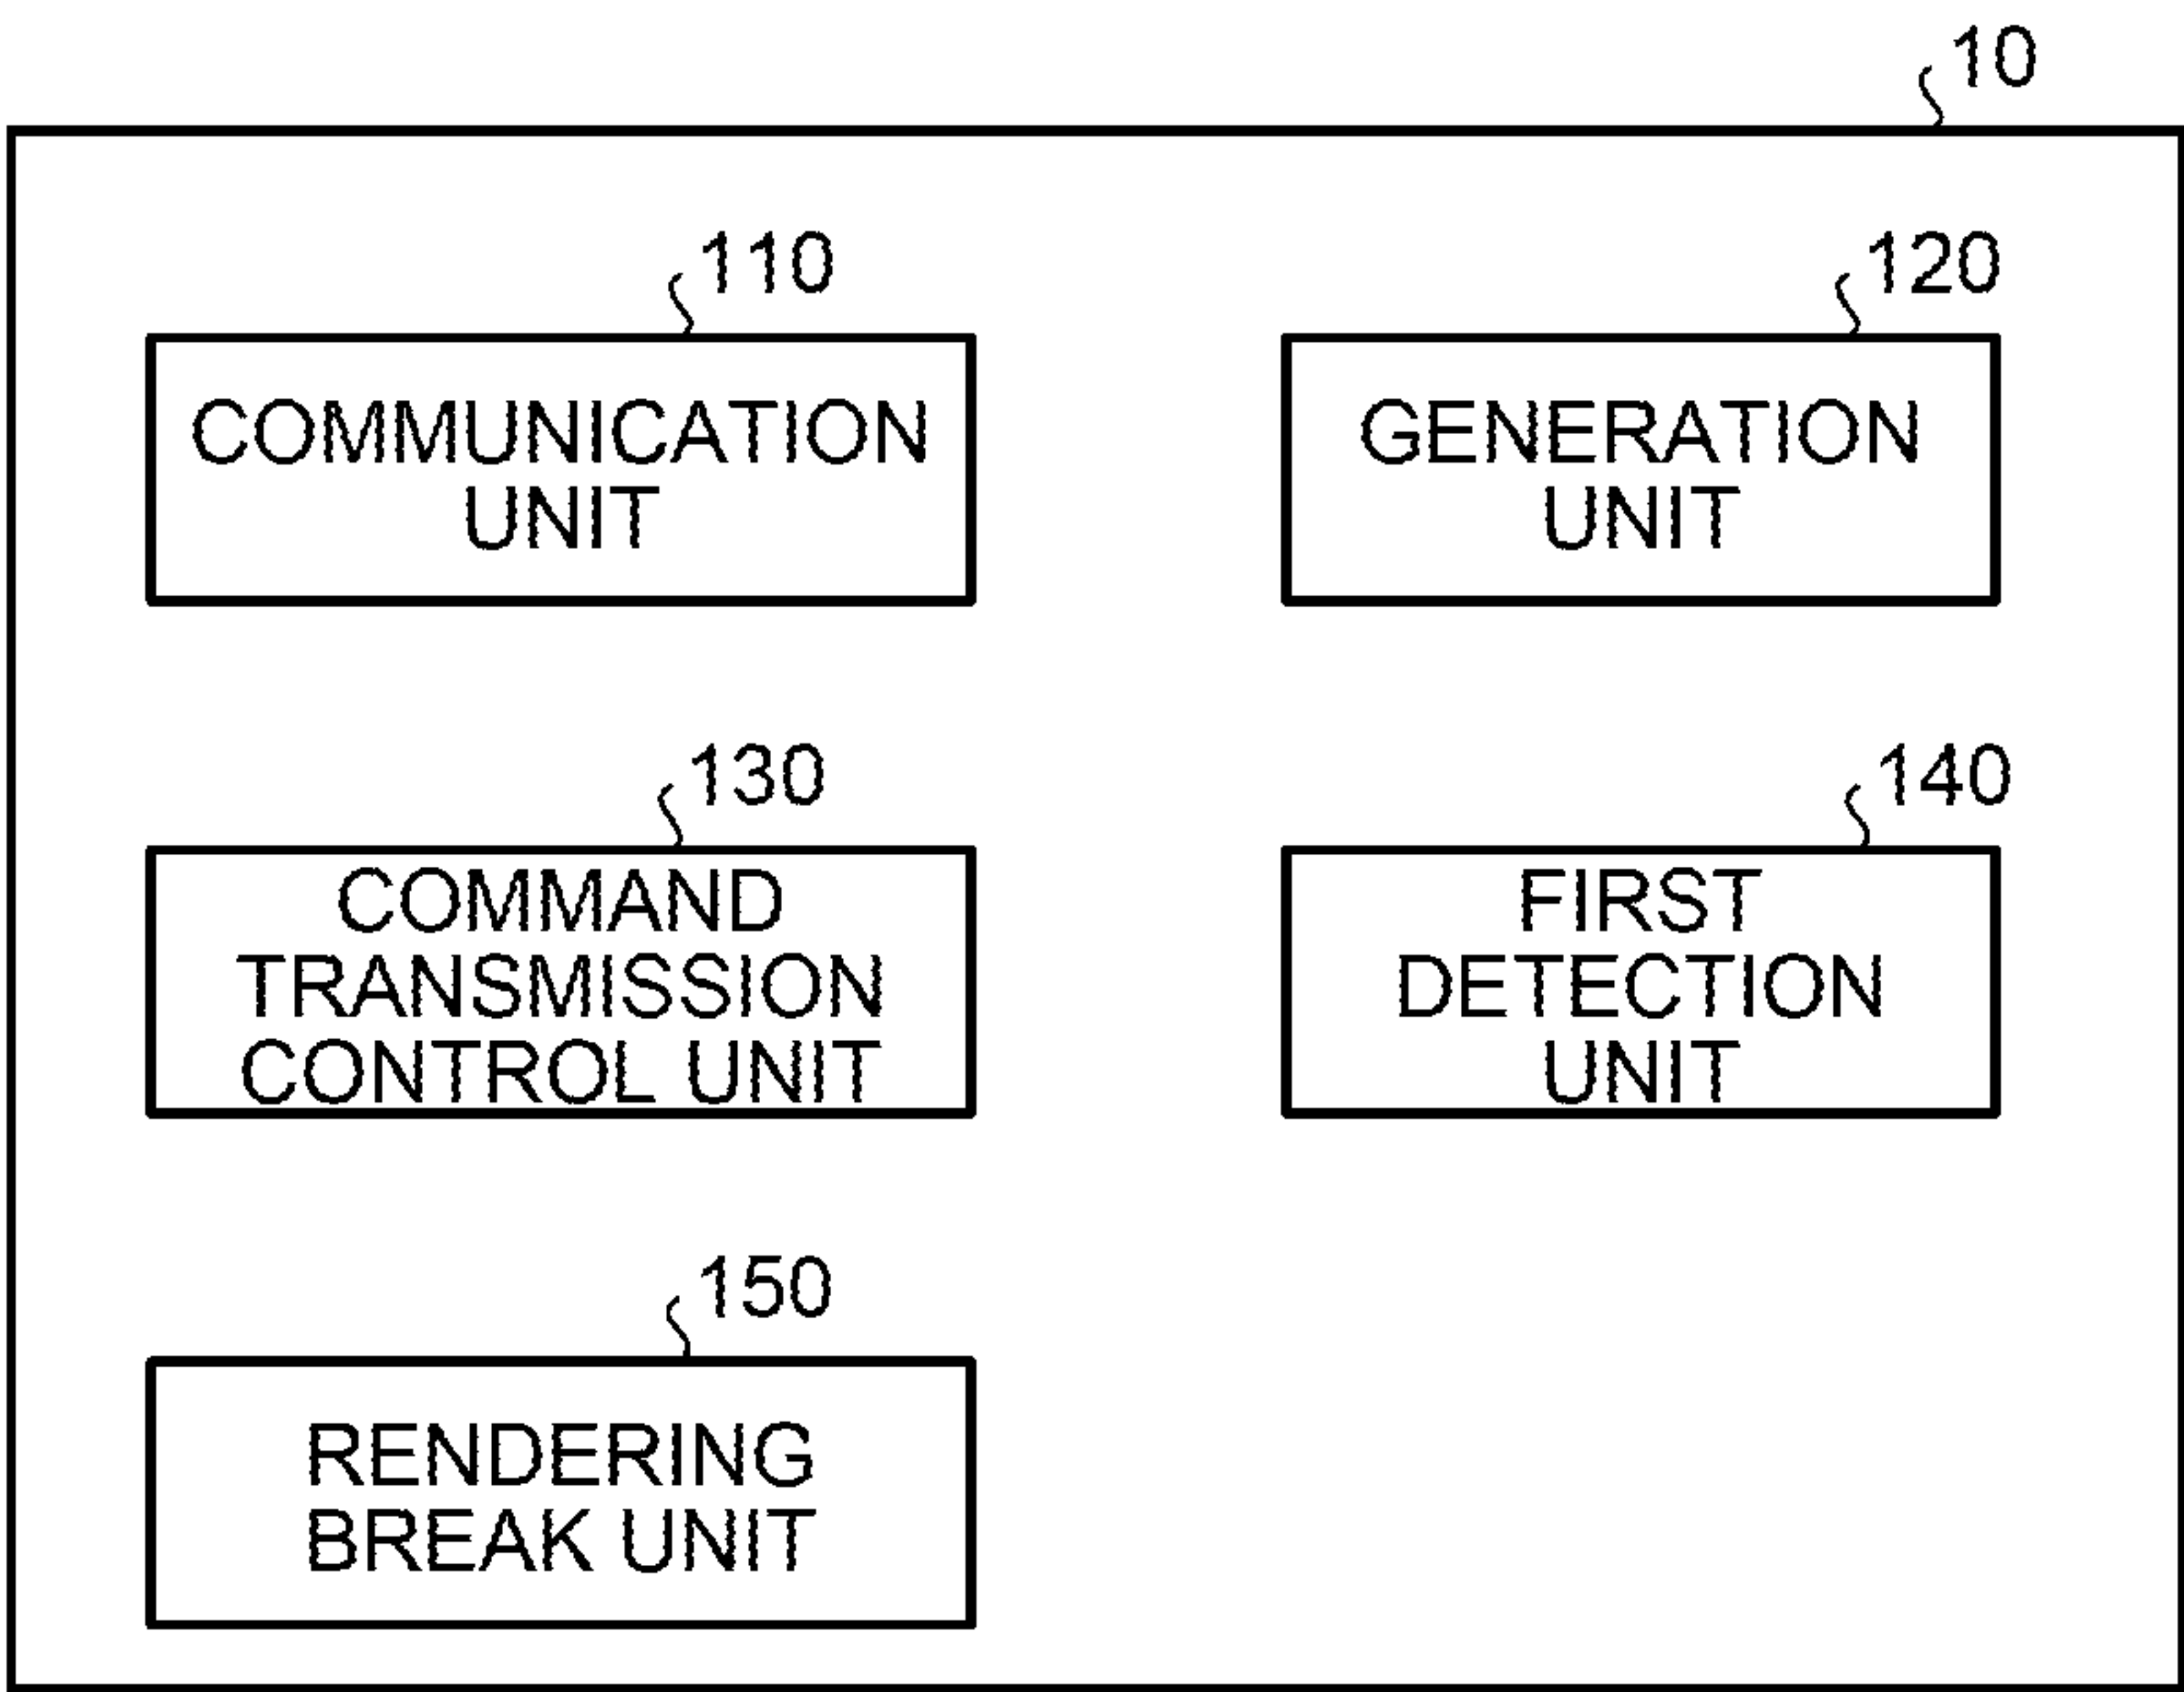 10
110
COMMUNICATION
UNIT
120
GENERATION
UNIT
130
COMMAND
TRANSMISSION
CONTROL UNIT
140
FIRST
DETECTION
UNIT
150
RENDERING
BREAK UNIT